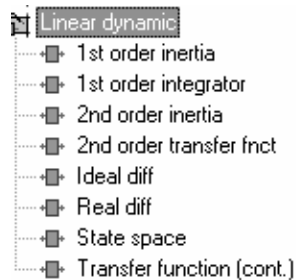 Linear dynamic
1st order inertia
1st order integrator
2nd order inertia
2nd order transfer fnct
Ideal diff
Real diff
State space
Transfer function (cont.)